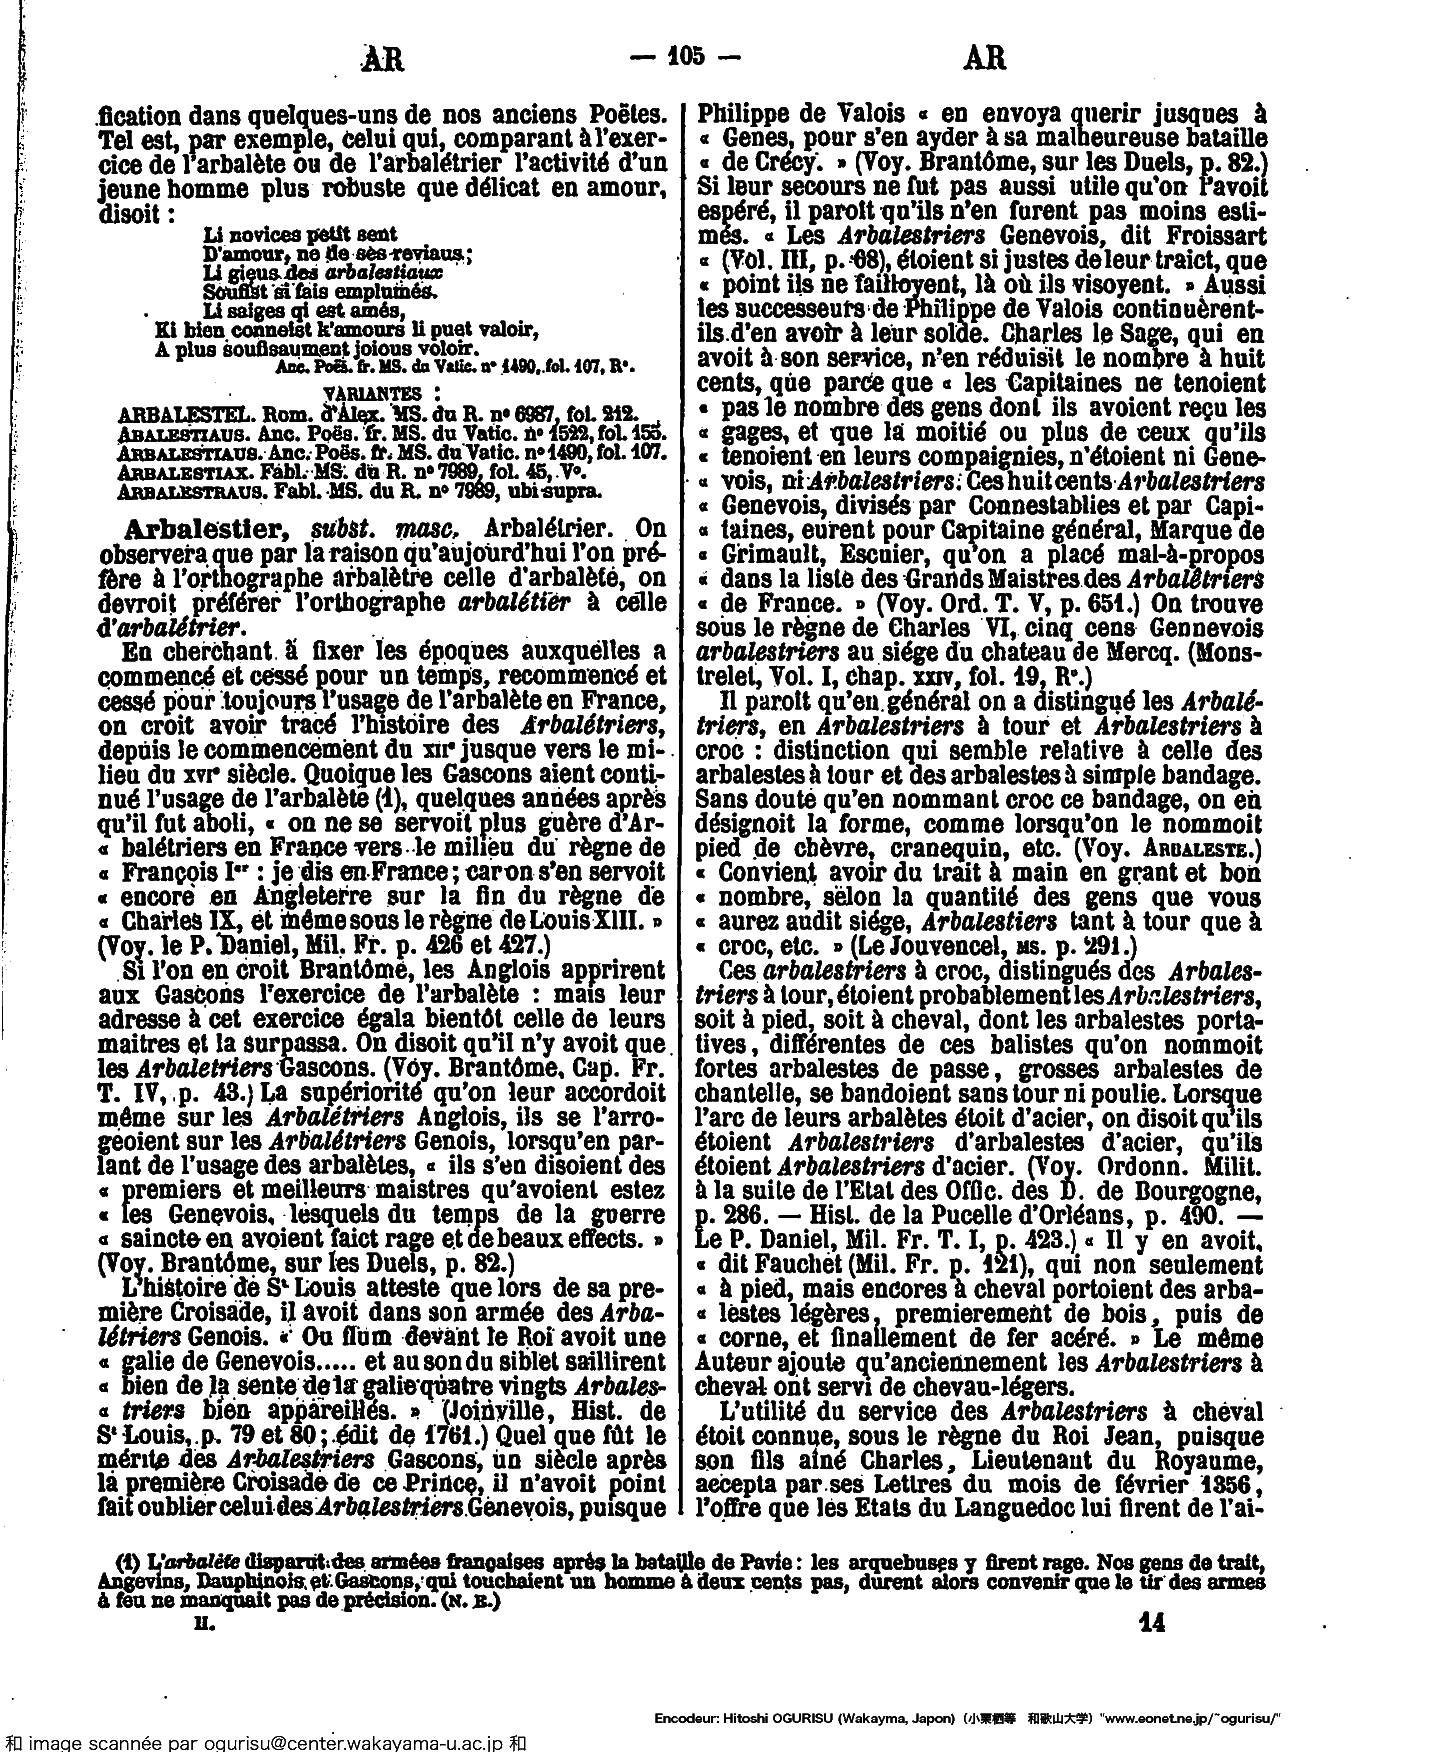 AR — 105 — AR
fication dans quelques-uns de nos anciens Poëtes.
Tel est, par exemple, celui qui, comparant à l'exer-
cice de l'arbalète ou de l'arbalétrier l'activité d'un
jeune homme plus robuste que délicat en amour,
disoit :
Li novices petit sent
D'amour, ne de ses reviaus;
Li gieus des arbalestiaux
Soufist si fais emplumés.
Li saiges qi est amés,
Ki bien conneist k'amours li puet valoir,
A plus soufisaument joious voloir.
Anc. Poës. fr. MS. du Vatic. n° 1490, fol. 107, R°.
VARIANTES :
ARBALESTEL. Rom. d'Alex. MS. du R. n° 6987, fol. 212.
ABALESTIAUS. Anc. Poës. fr. MS. du Vatic. n° 1522, fol. 155.
ARBALESTIAUS. Anc. Poës. fr. MS. du Vatic. n° 1490, fol. 107.
ARBALESTIAX. Fabl. MS. du R. n° 7989, fol. 45, V°.
ARBALESTRAUS. Fabl. MS. du R. n° 7989, ubi supra.
Arbalestier, subst. masc. Arbalétrier. On
observera que par la raison qu'aujourd'hui l'on pré-
fère à l'orthographe arbalètre celle d'arbalèté, on
devroit préférer l'orthographe arbalétier à celle
d'arbalétrier.
En cherchant à fixer les époques auxquelles a
commencé et cessé pour un temps, recommencé et
cessé pour toujours l'usage de l'arbalète en France,
on croit avoir tracé l'histoire des Arbalétriers,
depuis le commencement du XIIe jusque vers le mi-
lieu du XVIe siècle. Quoique les Gascons aient conti-
nué l'usage de l'arbalète (1), quelques années après
qu'il fut aboli, « on ne se servoit plus guère d'Ar-
« balétriers en France vers le milieu du règne de
« François Ier : je dis en France; car on s'en servoit
« encore en Angleterre sur la fin du règne de
« Charles IX, et même sous le règne de Louis XIII. »
(Voy. le P. Daniel, Mil. Fr. p. 426 et 427.)
Si l'on en croit Brantôme, les Anglois apprirent
aux Gascons l'exercice de l'arbalète : mais leur
adresse à cet exercice égala bientôt celle de leurs
maitres et la surpassa. On disoit qu'il n'y avoit que
les Arbaletriers Gascons. (Voy. Brantôme, Cap. Fr.
T. IV, p. 43.) La supériorité qu'on leur accordoit
même sur les Arbalétriers Anglois, ils se l'arro-
geoient sur les Arbalétriers Genois, lorsqu'en par-
lant de l'usage des arbalètes, « ils s'en disoient des
« premiers et meilleurs maistres qu'avoient estez
« les Genevois, lesquels du temps de la guerre
« saincte en avoient faict rage et de beaux effects. »
(Voy. Brantôme, sur les Duels, p. 82.)
L'histoire de St Louis atteste que lors de sa pre-
mière Croisade, il avoit dans son armée des Arba-
létriers Genois. « Ou flum devant le Roi avoit une
« galie de Genevois..... et au son du siblet saillirent
« bien de la sente de la galie quatre vingts Arbales-
« triers bien appareillés. » (Joinville, Hist. de
St Louis, p. 79 et 80; édit de 1761.) Quel que fût le
mérite des Arbalestriers Gascons, un siècle après
la première Croisade de ce Prince, il n'avoit point
fait oublier celui des Arbalestriers Genevois, puisque
Philippe de Valois « en envoya querir jusques à
« Genes, pour s'en ayder à sa malheureuse bataille
« de Crécy. » (Voy. Brantôme, sur les Duels, p. 82.)
Si leur secours ne fut pas aussi utile qu'on l'avoit
espéré, il paroît qu'ils n'en furent pas moins esti-
més. « Les Arbalestriers Genevois, dit Froissart
« (Vol. III, p. 68), étoient si justes de leur traict, que
« point ils ne failloyent, là où ils visoyent. » Aussi
les successeurs de Philippe de Valois continuèrent-
ils d'en avoir à leur solde. Charles le Sage, qui en
avoit à son service, n'en réduisit le nombre à huit
cents, que parce que « les Capitaines ne tenoient
« pas le nombre des gens dont ils avoient reçu les
« gages, et que la moitié ou plus de ceux qu'ils
« tenoient en leurs compaignies, n'étoient ni Gene-
« vois, ni Arbalestriers. Ces huit cents Arbalestriers
« Genevois, divisés par Connestablies et par Capi-
« taines, eurent pour Capitaine général, Marque de
« Grimault, Escuier, qu'on a placé mal-à-propos
« dans la liste des Grands Maistres des Arbalêtriers
« de France. » (Voy. Ord. T. V, p. 651.) On trouve
sous le règne de Charles VI, cinq cens Gennevois
arbalestriers au siége du chateau de Mercq. (Mons-
trelet, Vol. I, chap. XXIV, fol. 19, R°.)
Il paroît qu'en général on a distingué les Arbalé-
triers, en Arbalestriers à tour et Arbalestriers à
croc : distinction qui semble relative à celle des
arbalestes à tour et des arbalestes à simple bandage.
Sans doute qu'en nommant croc ce bandage, on en
désignoit la forme, comme lorsqu'on le nommoit
pied de chèvre, cranequin, etc. (Voy. ARBALESTE.)
« Convient avoir du trait à main en grant et bon
« nombre, selon la quantité des gens que vous
« aurez audit siége, Arbalestiers tant à tour que à
« croc, etc. » (Le Jouvencel, MS. p. 291.)
Ces arbalestriers à croc, distingués des Arbales-
triers à tour, étoient probablement les Arbalestriers,
soit à pied, soit à cheval, dont les arbalestes porta-
tives, différentes de ces balistes qu'on nommoit
fortes arbalestes de passe, grosses arbalestes de
chantelle, se bandoient sans tour ni poulie. Lorsque
l'arc de leurs arbalètes étoit d'acier, on disoit qu'ils
étoient Arbalestriers d'arbalestes d'acier, qu'ils
étoient Arbalestriers d'acier. (Voy. Ordonn. Milit.
à la suite de l'Etat des Offic. des D. de Bourgogne,
p. 286. — Hist. de la Pucelle d'Orléans, p. 490. —
Le P. Daniel, Mil. Fr. T. I, p. 423.) « Il y en avoit,
« dit Fauchet (Mil. Fr. p. 121), qui non seulement
« à pied, mais encores à cheval portoient des arba-
« lestes légères, premierement de bois, puis de
« corne, et finallement de fer acéré. » Le même
Auteur ajoute qu'anciennement les Arbalestriers à
cheval ont servi de chevau-légers.
L'utilité du service des Arbalestriers à cheval
étoit connue, sous le règne du Roi Jean, puisque
son fils aîné Charles, Lieutenant du Royaume,
accepta par ses Lettres du mois de février 1356,
l'offre que les Etats du Languedoc lui firent de l'ai-
(1) L'arbalète disparut des armées françaises après la bataille de Pavie : les arquebuses y firent rage. Nos gens de trait,
Angevins, Dauphinois et Gascons, qui touchaient un homme à deux cents pas, durent alors convenir que le tir des armes
à feu ne manquait pas de précision. (N. E.)
II. 14
Encodeur: Hitoshi OGURISU (Wakayma, Japon) (小栗栖等 和歌山大学) "www.eonet.ne.jp/~ogurisu/"
和 image scannée par ogurisu@center.wakayama-u.ac.jp 和